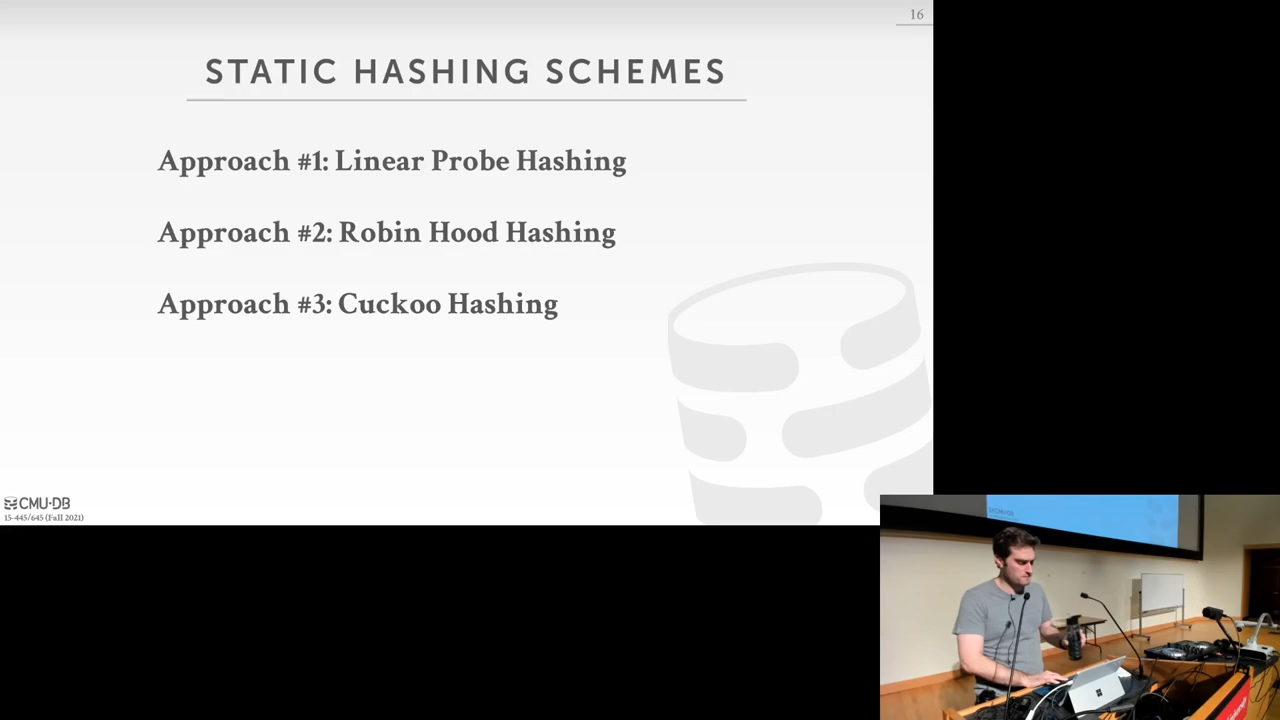 16
STATIC HASHING SCHEMES
Approach #1: Linear Probe Hashing
Approach #2: Robin Hood Hashing
Approach #3: Cuckoo Hashing
CMU·DB
15-445/645 (Fall 2021)